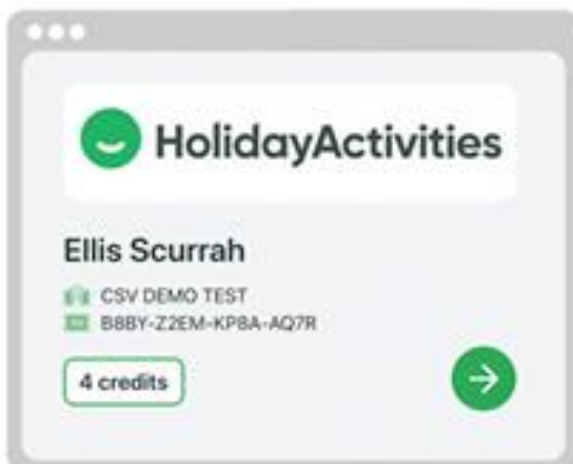 HolidayActivities
Ellis Scurrah
CSV DEMO TEST
B8BY-Z2EM-KP8A-AQ7R
4 credits